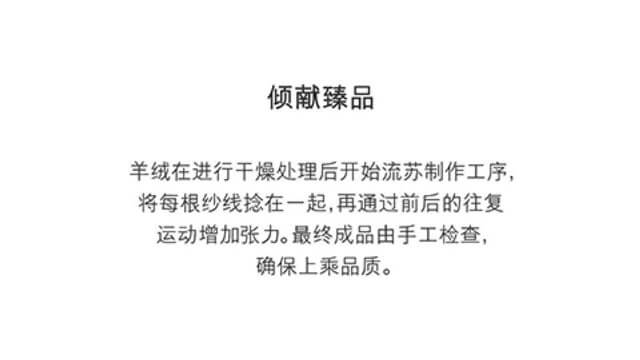 倾献臻品
羊绒在进行干燥处理后开始流苏制作工序，
将每根纱线捻在一起，再通过前后的往复
运动增加张力。最终成品由手工检查，
确保上乘品质。